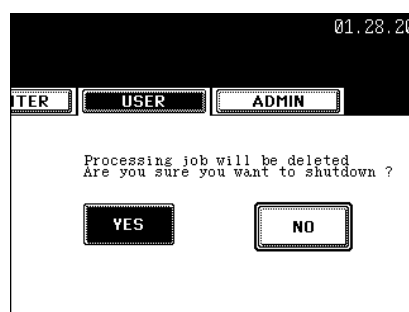 01.28.20
USER ADMIN
Processing job will be deleted
Are you sure you want to shutdown ?
YES NO